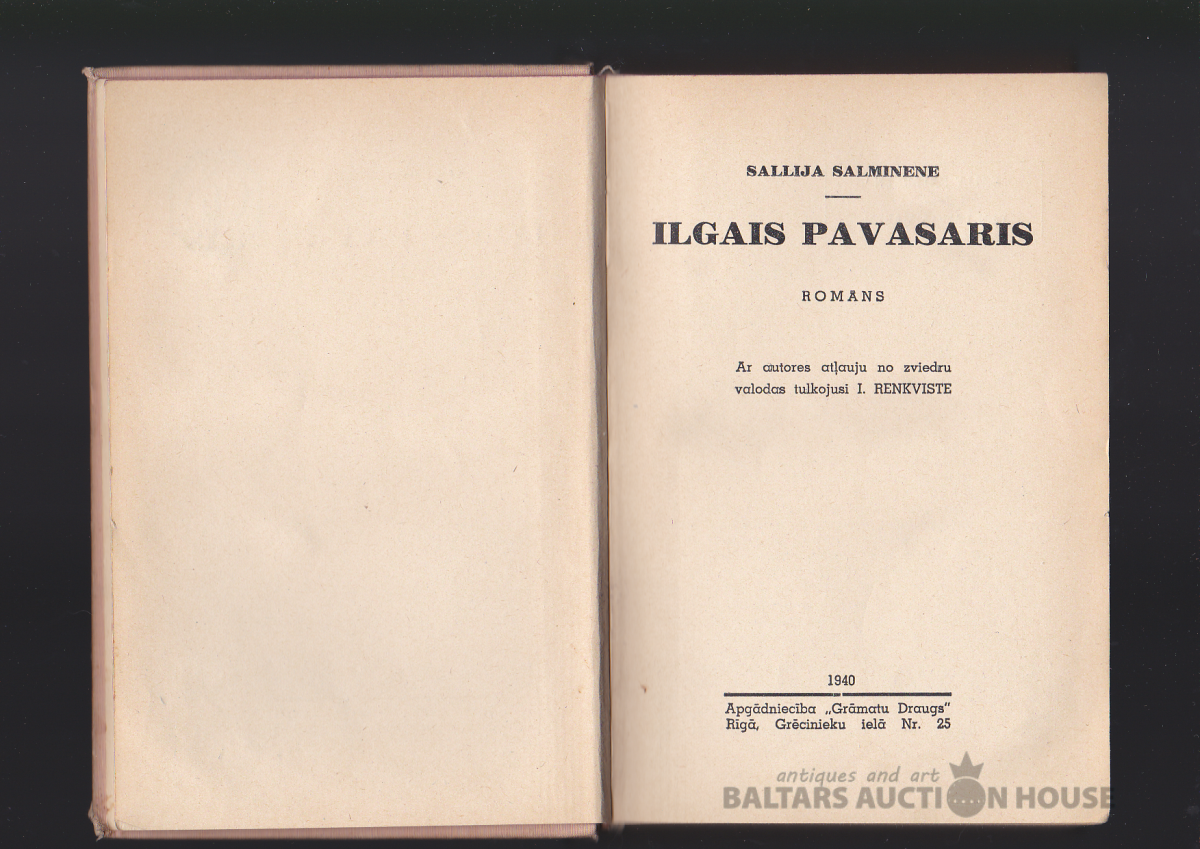 SALLIJA SALMINENE
ILGAIS PAVASARIS
ROMĀNS
Ar autores atļauju no zviedru
valodas tulkojusi I. RENKVISTE
1940
Apgādniecība „Grāmatu Draugs"
Rīgā, Grēcinieku ielā Nr. 25
antiques and art
BALTARS AUCTION HOUSE